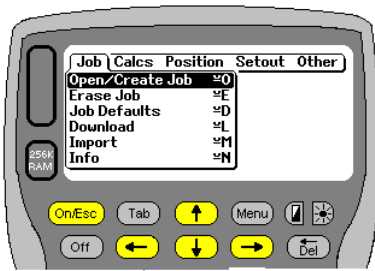 Job Calcs Position Setout Other
Open/Create Job ~O
Erase Job ~E
Job Defaults ~D
Download ~L
Import ~M
Info ~N
256K
RAM
On/Esc Tab ↑ Menu
Off ← ↓ → Del